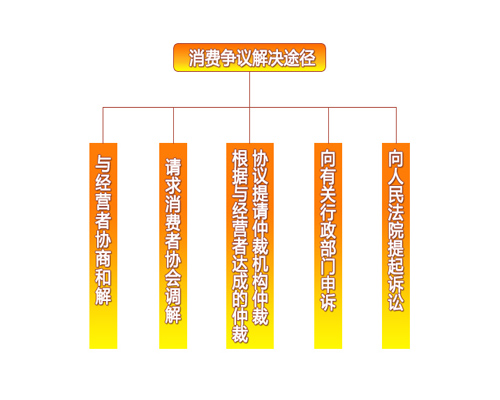 消费争议解决途径
与经营者协商和解
请求消费者协会调解
根据与经营者达成的仲裁
协议提请仲裁机构仲裁
向有关行政部门申诉
向人民法院提起诉讼